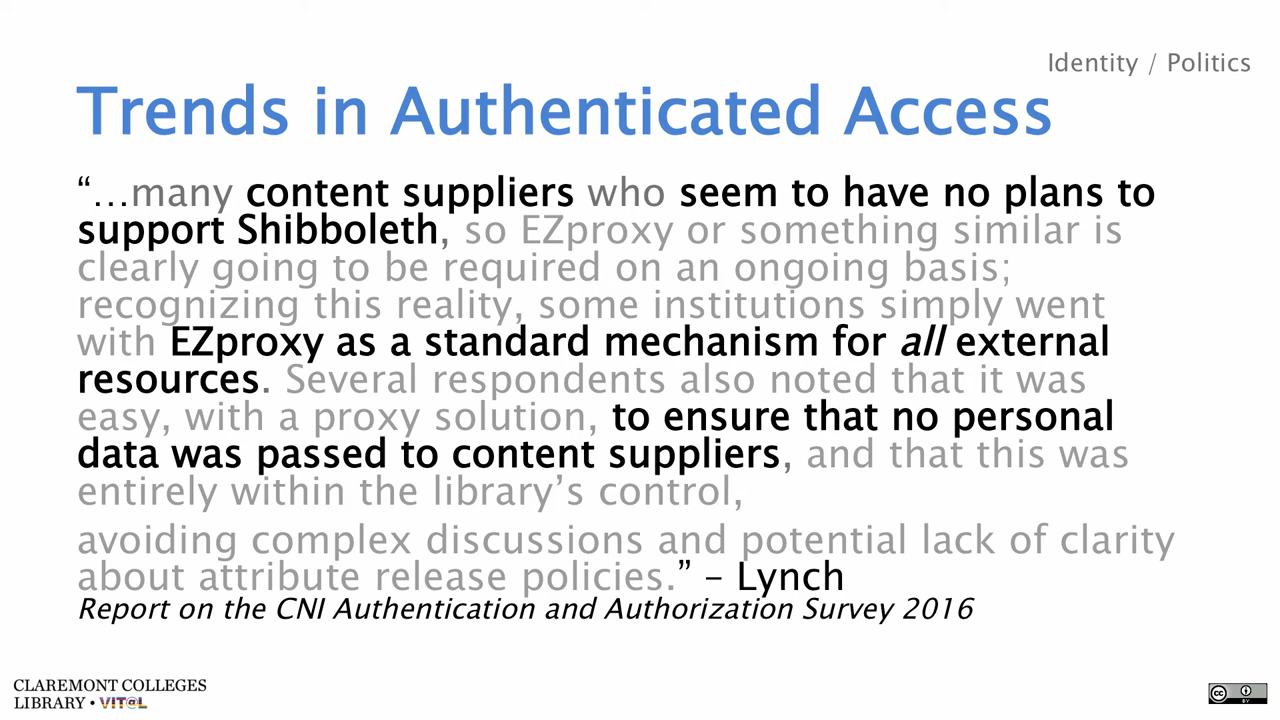 Identity / Politics
Trends in Authenticated Access
“…many content suppliers who seem to have no plans to
support Shibboleth, so EZproxy or something similar is
clearly going to be required on an ongoing basis;
recognizing this reality, some institutions simply went
with EZproxy as a standard mechanism for all external
resources. Several respondents also noted that it was
easy, with a proxy solution, to ensure that no personal
data was passed to content suppliers, and that this was
entirely within the library’s control,
avoiding complex discussions and potential lack of clarity
about attribute release policies.” – Lynch
Report on the CNI Authentication and Authorization Survey 2016
CLAREMONT COLLEGES
LIBRARY • VIT@L
cc
BY